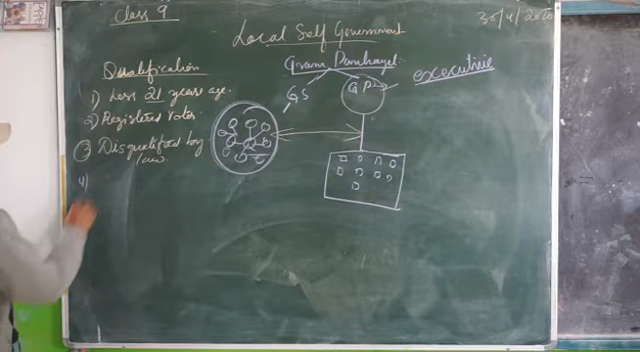 Class 9
30/4/2020
Local Self Government
Gram Panchayat
GS
GP
executive
Qualification
1) Less 21 years age.
2) Registered voter.
3) Disqualified by law.
4)